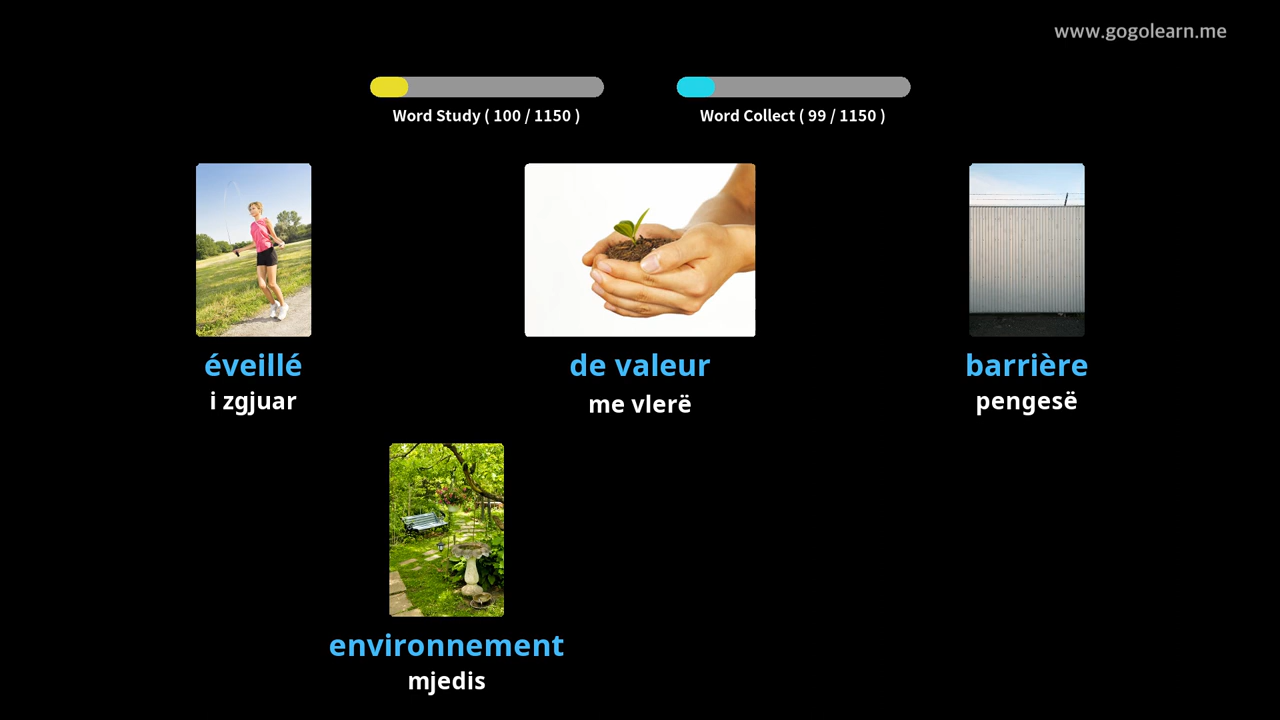 www.gogolearn.me
Word Study ( 100 / 1150 )
Word Collect ( 99 / 1150 )
éveillé
i zgjuar
de valeur
me vlerë
barrière
pengesë
environnement
mjedis